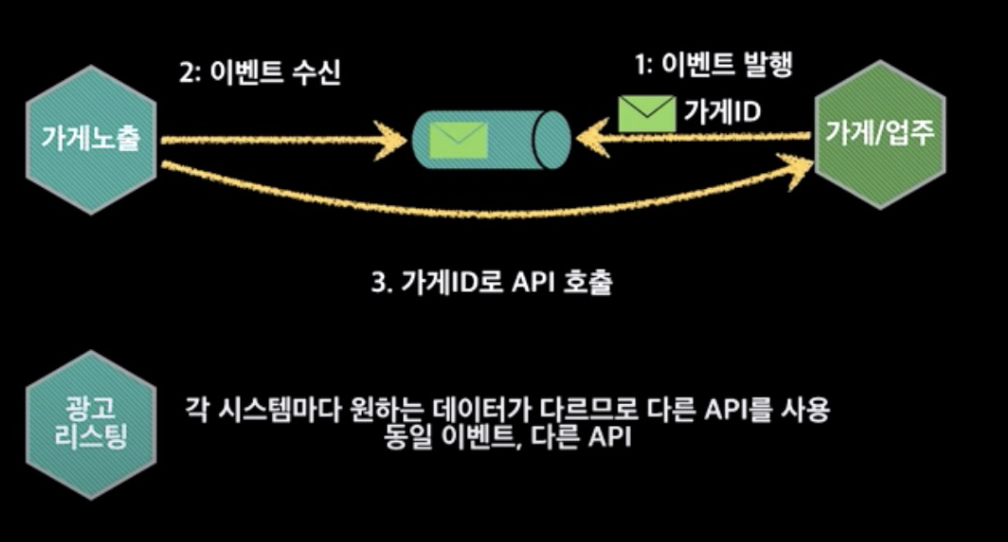 2: 이벤트 수신
1: 이벤트 발행
가게ID
가게노출
가게/업주
3. 가게ID로 API 호출
광고
리스팅
각 시스템마다 원하는 데이터가 다르므로 다른 API를 사용
동일 이벤트, 다른 API